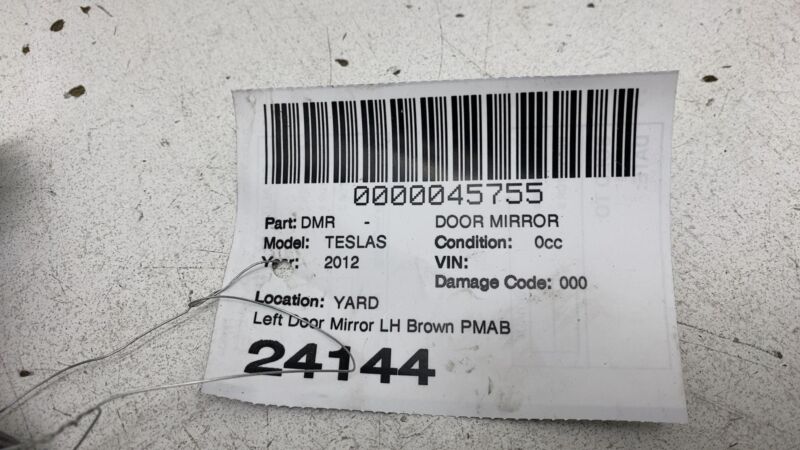 0000045755
Part: DMR - DOOR MIRROR
Model: TESLAS Condition: 0cc
Year: 2012 VIN:
Damage Code: 000
Location: YARD
Left Door Mirror LH Brown PMAB
24144